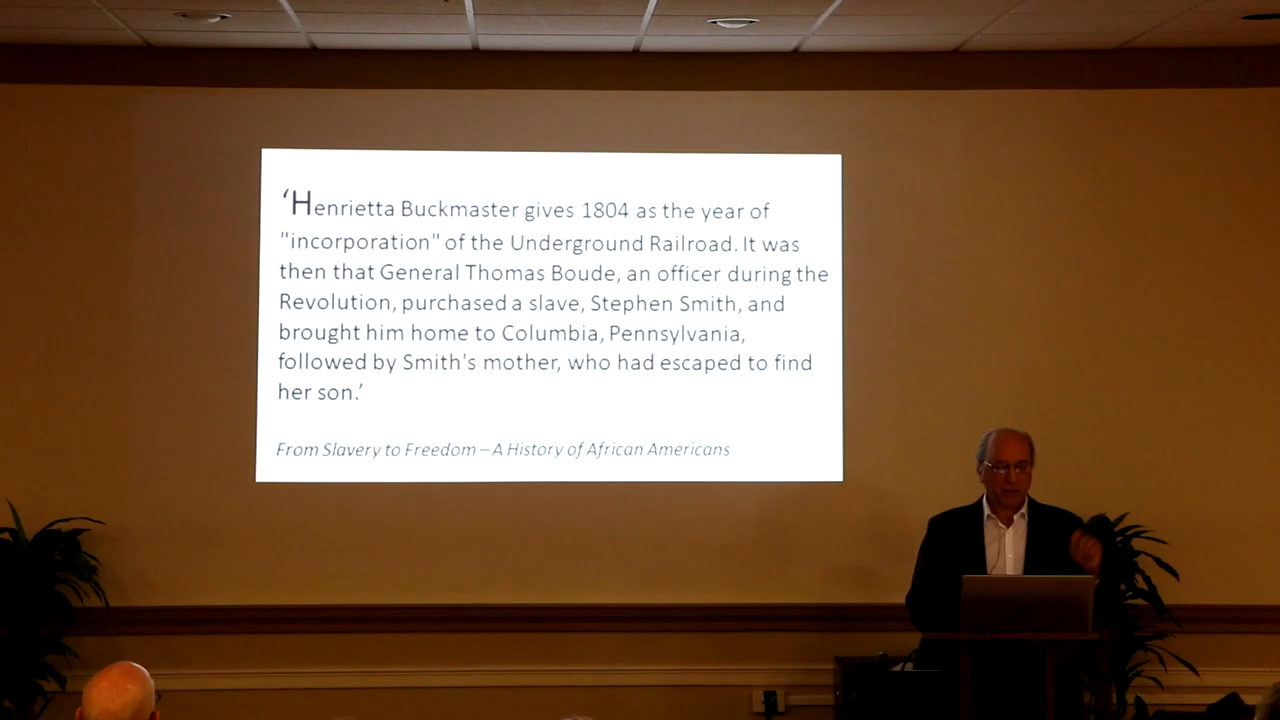 ‘Henrietta Buckmaster gives 1804 as the year of
"incorporation" of the Underground Railroad. It was
then that General Thomas Boude, an officer during the
Revolution, purchased a slave, Stephen Smith, and
brought him home to Columbia, Pennsylvania,
followed by Smith's mother, who had escaped to find
her son.’
From Slavery to Freedom – A History of African Americans